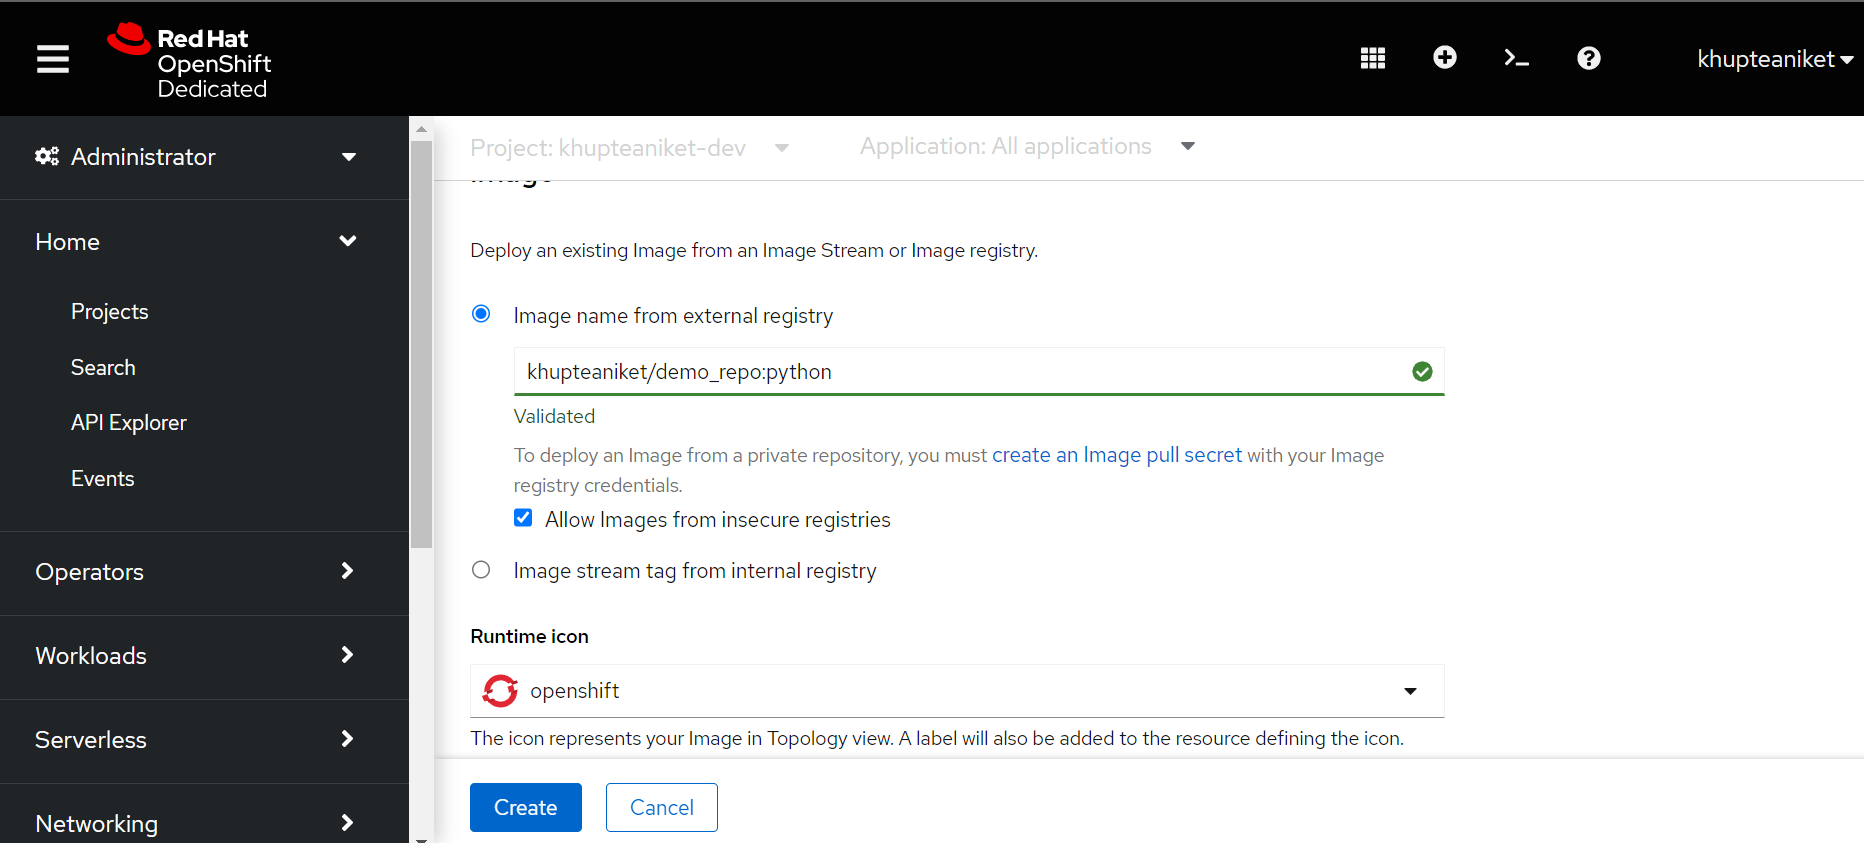 Red Hat
OpenShift
Dedicated
khupteaniket
Administrator
Home
Projects
Search
API Explorer
Events
Operators
Workloads
Serverless
Networking
Project: khupteaniket-dev
Application: All applications
Image
Deploy an existing Image from an Image Stream or Image registry.
Image name from external registry
khupteaniket/demo_repo:python
Validated
To deploy an Image from a private repository, you must create an Image pull secret with your Image
registry credentials.
Allow Images from insecure registries
Image stream tag from internal registry
Runtime icon
openshift
The icon represents your Image in Topology view. A label will also be added to the resource defining the icon.
Create
Cancel